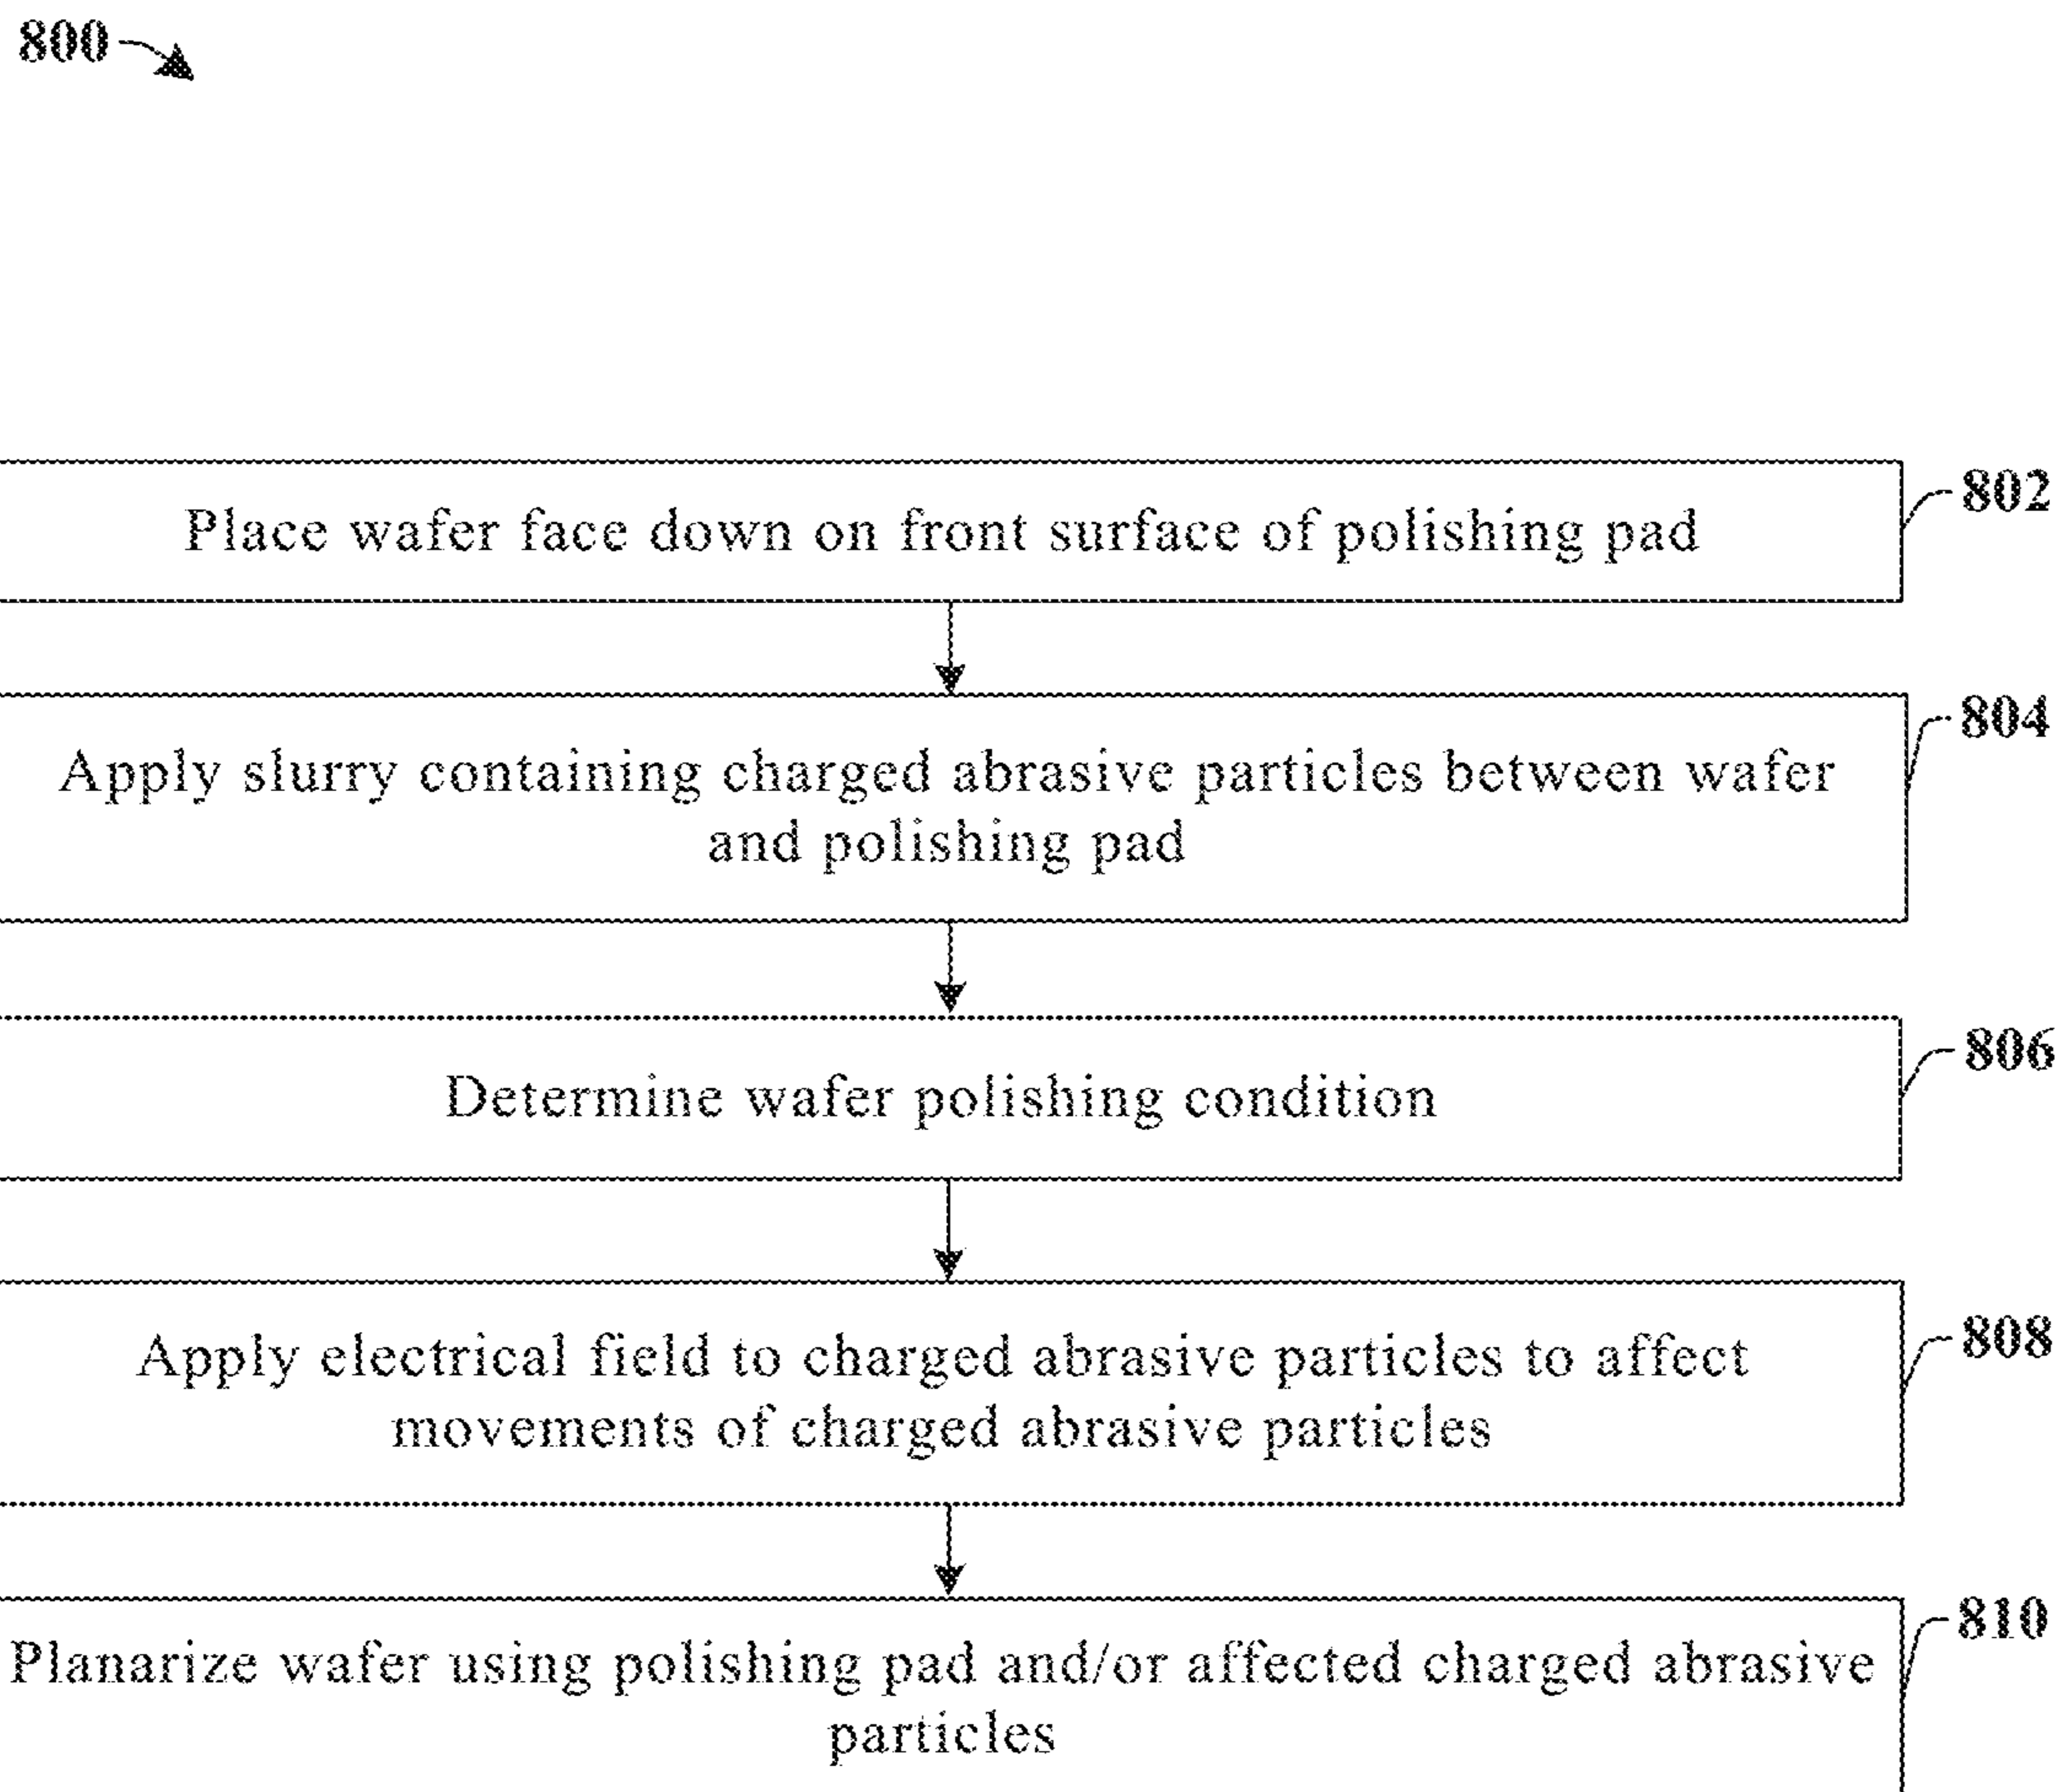 800
Place wafer face down on front surface of polishing pad
802
Apply slurry containing charged abrasive particles between wafer
and polishing pad
804
Determine wafer polishing condition
806
Apply electrical field to charged abrasive particles to affect
movements of charged abrasive particles
808
Planarize wafer using polishing pad and/or affected charged abrasive
particles
810